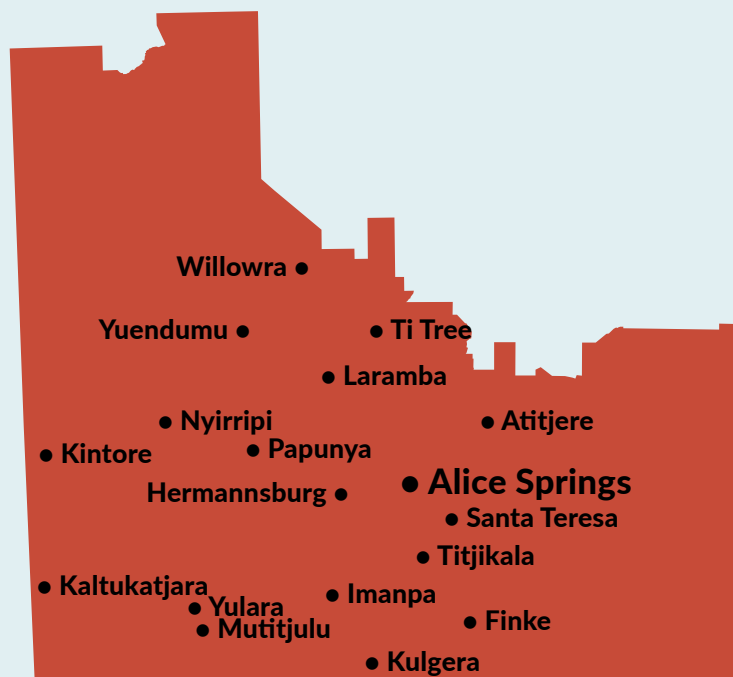 Willowra
Yuendumu
Ti Tree
Laramba
Nyirripi
Atitjere
Kintore
Papunya
Alice Springs
Hermannsburg
Santa Teresa
Titjikala
Kaltukatjara
Imanpa
Yulara
Finke
Mutitjulu
Kulgera